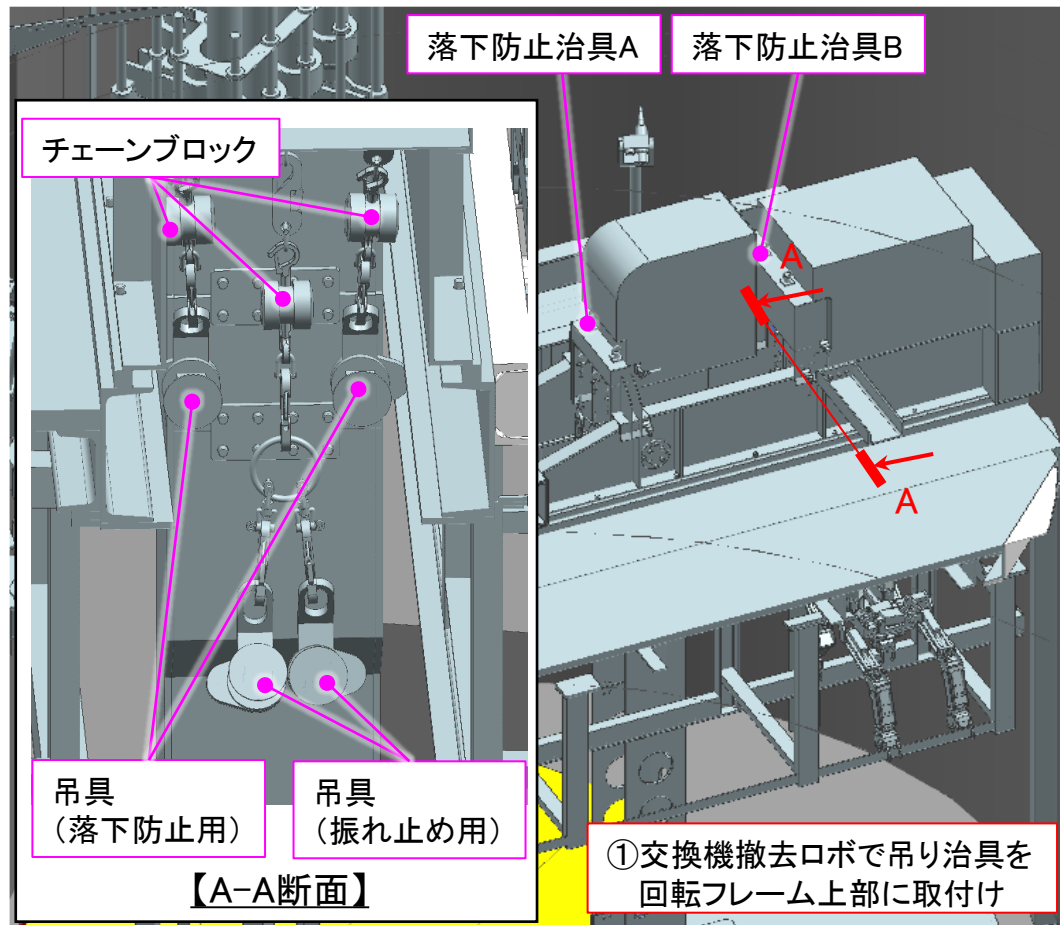 落下防止治具A
落下防止治具B
チェーンブロック
A
A
吊具
（落下防止用）
吊具
（振れ止め用）
【A-A断面】
①交換機撤去ロボで吊り治具を
回転フレーム上部に取付け